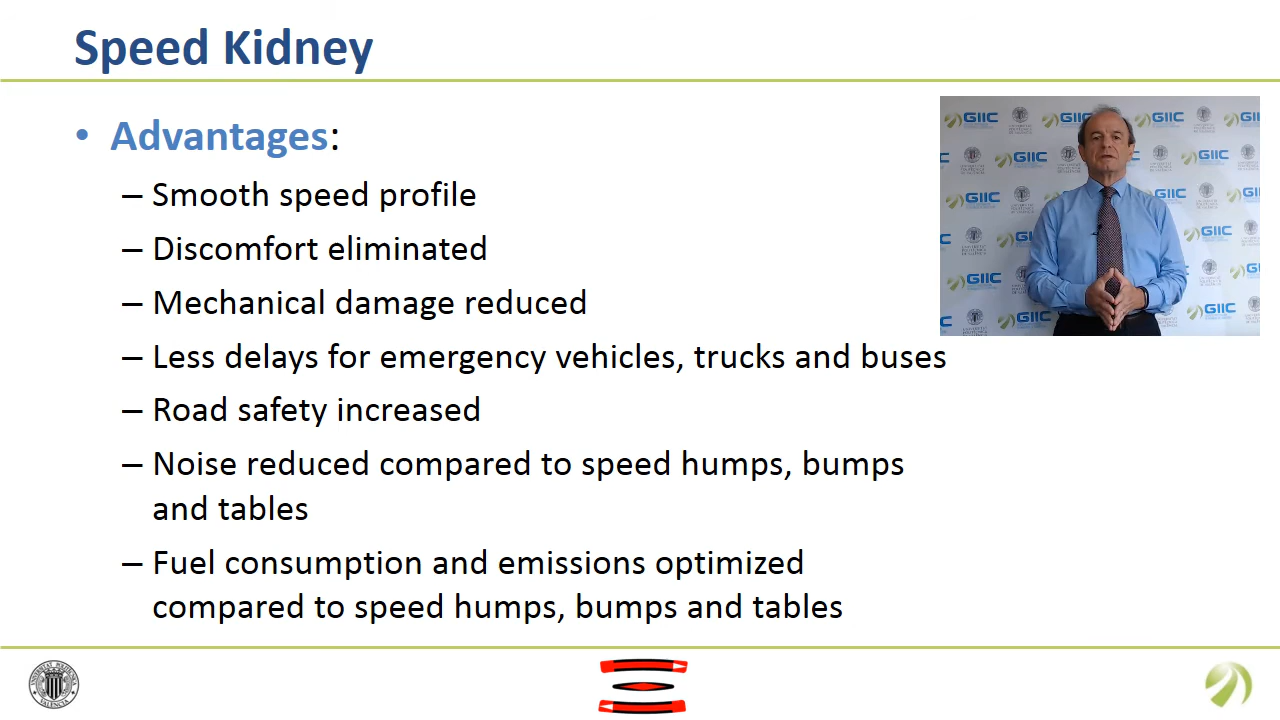 Speed Kidney
• Advantages:
– Smooth speed profile
– Discomfort eliminated
– Mechanical damage reduced
– Less delays for emergency vehicles, trucks and buses
– Road safety increased
– Noise reduced compared to speed humps, bumps
and tables
– Fuel consumption and emissions optimized
compared to speed humps, bumps and tables
GIIC